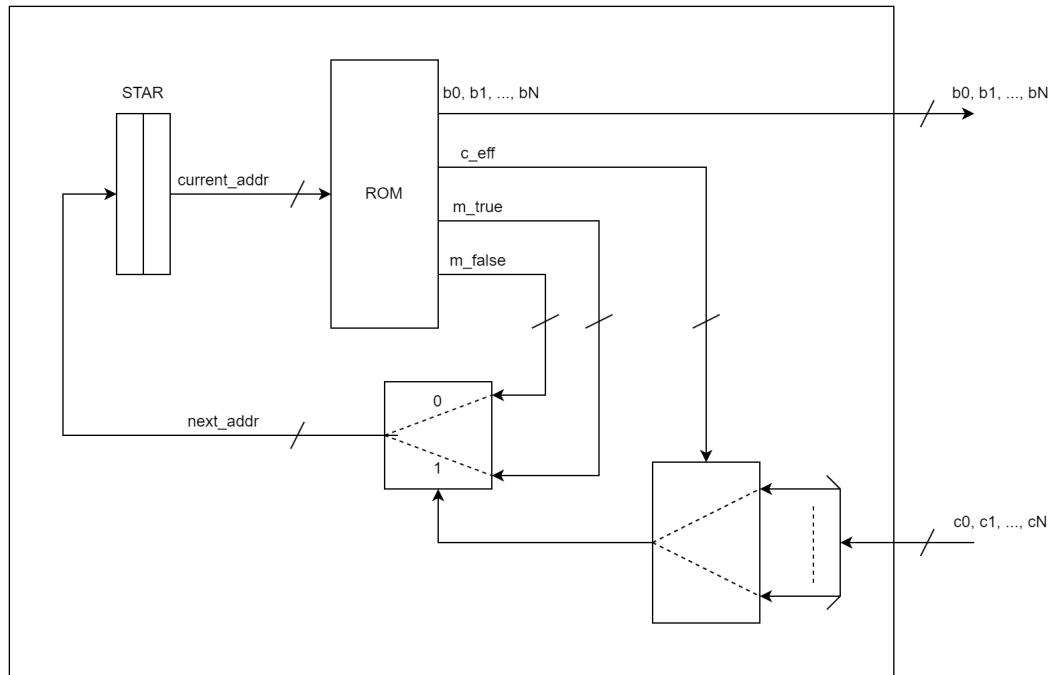 STAR
b0, b1, ..., bN
b0, b1, ..., bN
c_eff
current_addr
ROM
m_true
m_false
0
next_addr
1
c0, c1, ..., cN